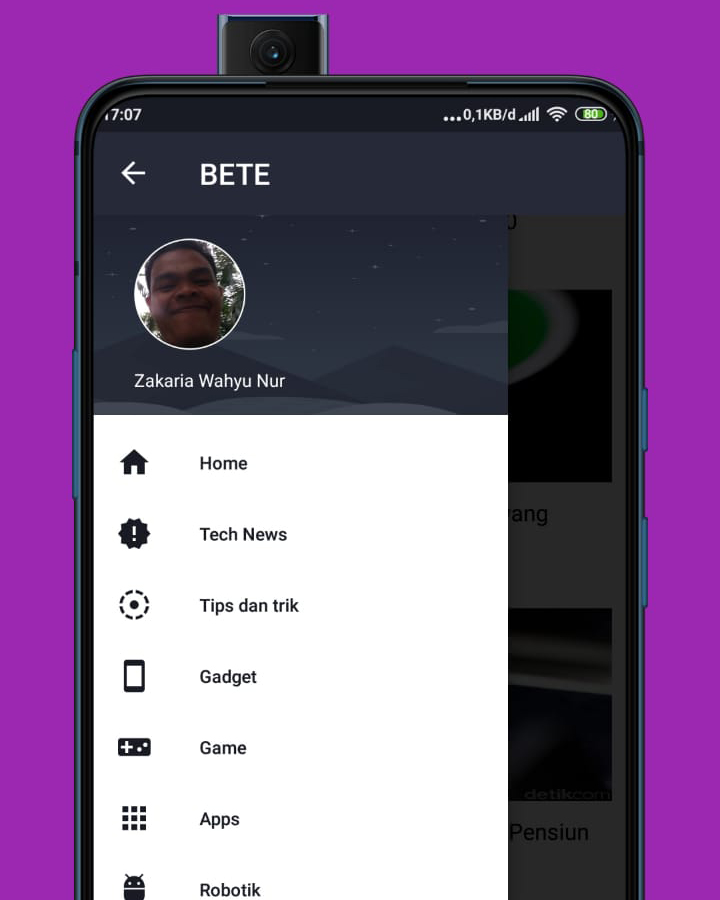 17:07
...0,1KB/d
80
BETE
Zakaria Wahyu Nur
Home
Tech News
Tips dan trik
yang
Gadget
Game
detikcom
Apps
Pensiun
Robotik